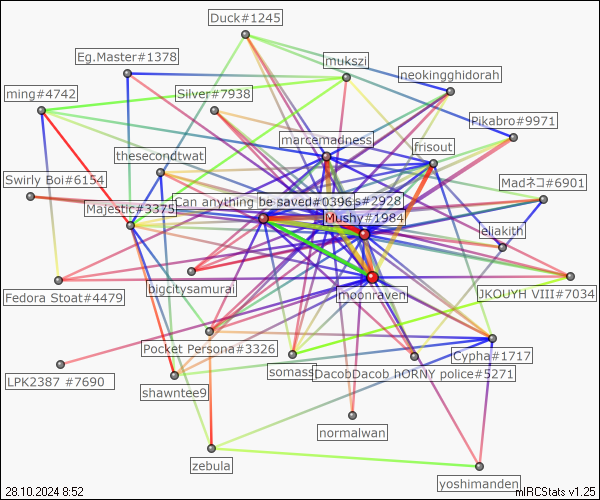 Duck#1245
Eg.Master#1378
mukszi
neokingghidorah
ming#4742
Silver#7938
Pikabro#9971
marcemadness
frisout
thesecondtwat
Swirly Boi#6154
Madネコ#6901
Can anything be saved#0396
s#2928
Majestic#3375
Mushy#1984
eliakith
bigcitysamurai
moonraven
JKOUYH VIII#7034
Fedora Stoat#4479
Pocket Persona#3326
Cypha#1717
somass
DacobDacob hORNY police#5271
LPK2387 #7690
shawntee9
normalwan
zebula
yoshimanden
28.10.2024 8:52
mIRCStats v1.25